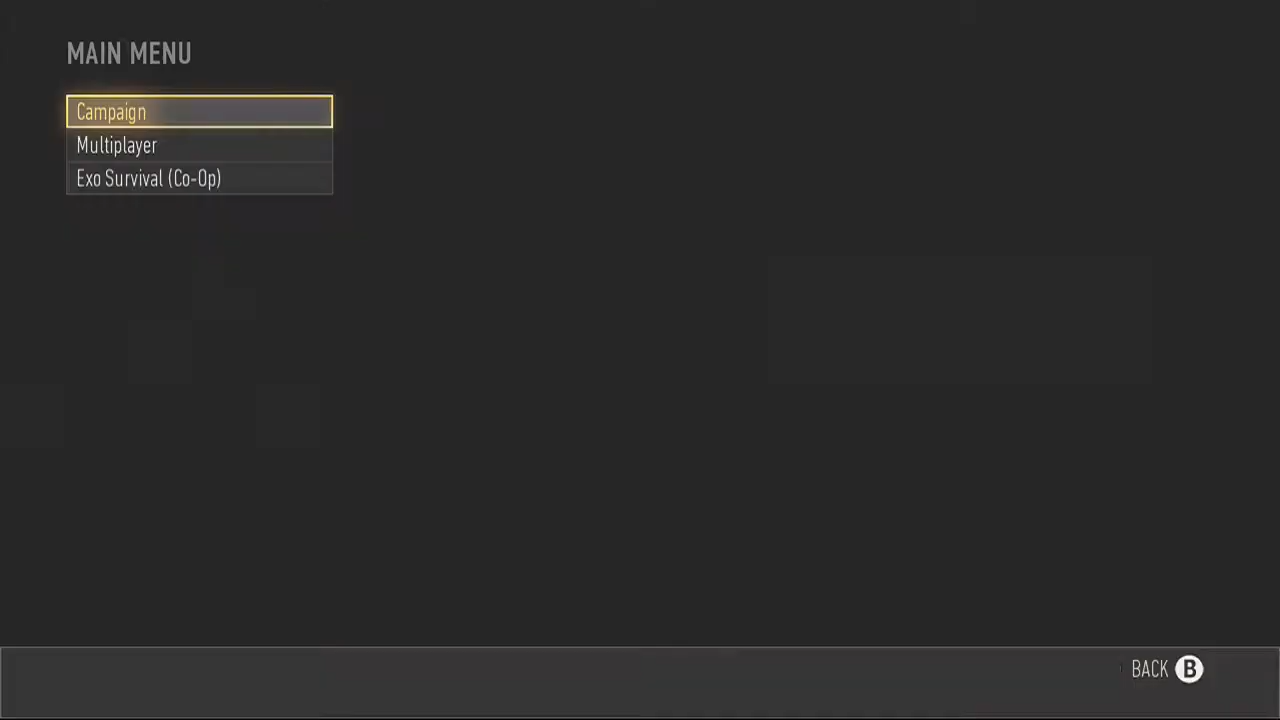 MAIN MENU
Campaign
Multiplayer
Exo Survival (Co-Op)
BACK B